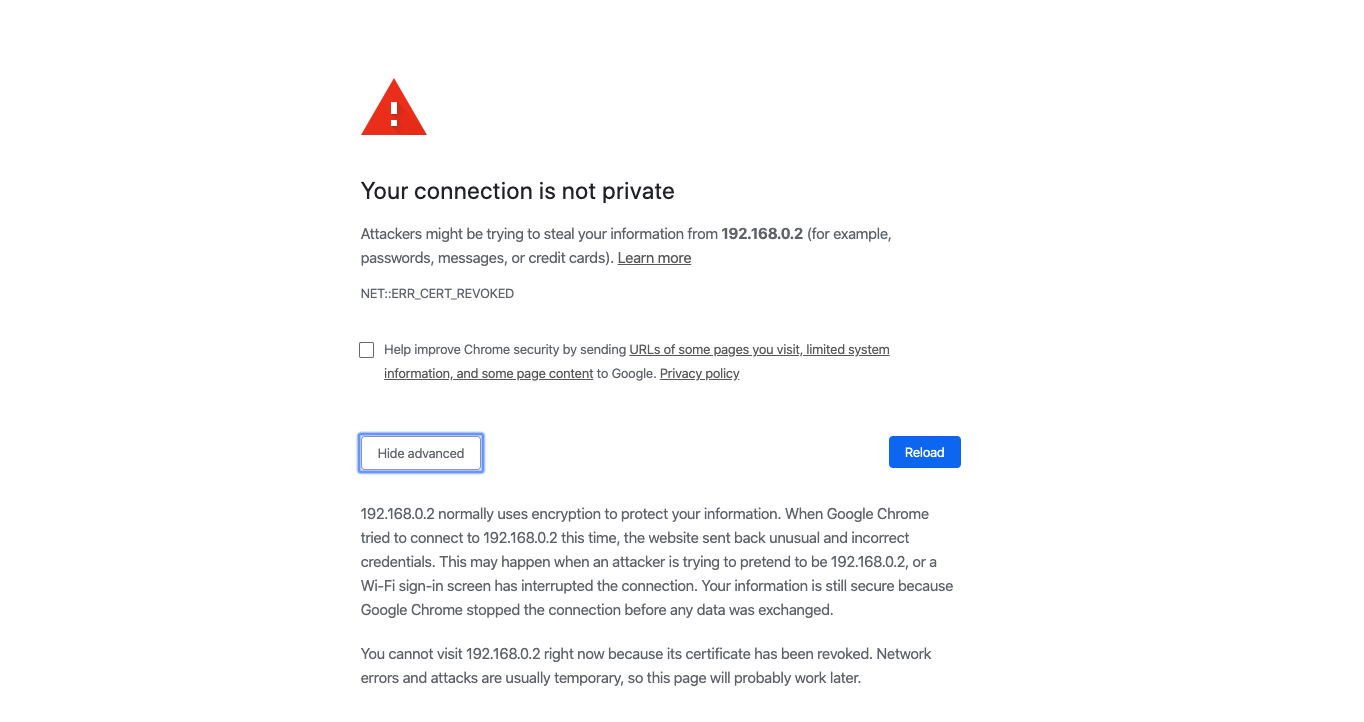 Your connection is not private
Attackers might be trying to steal your information from 192.168.0.2 (for example,
passwords, messages, or credit cards). Learn more
NET::ERR_CERT_REVOKED
Help improve Chrome security by sending URLs of some pages you visit, limited system
information, and some page content to Google. Privacy policy
Hide advanced
Reload
192.168.0.2 normally uses encryption to protect your information. When Google Chrome
tried to connect to 192.168.0.2 this time, the website sent back unusual and incorrect
credentials. This may happen when an attacker is trying to pretend to be 192.168.0.2, or a
Wi-Fi sign-in screen has interrupted the connection. Your information is still secure because
Google Chrome stopped the connection before any data was exchanged.
You cannot visit 192.168.0.2 right now because its certificate has been revoked. Network
errors and attacks are usually temporary, so this page will probably work later.